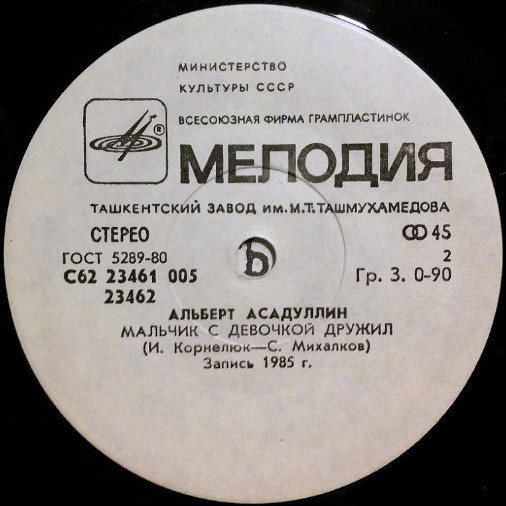 МИНИСТЕРСТВО
КУЛЬТУРЫ СССР
ВСЕСОЮЗНАЯ ФИРМА ГРАМПЛАСТИНОК
®
МЕЛОДИЯ
ТАШКЕНТСКИЙ ЗАВОД ИМ. М.Т. ТАШМУХАМЕДОВА
СТЕРЕО 45
ГОСТ 5289-80 2
С62 23461 005 Гр. 3. 0-90
23462
АЛЬБЕРТ АСАДУЛЛИН
МАЛЬЧИК С ДЕВОЧКОЙ ДРУЖИЛ
(И. Корнелюк—С. Михалков)
Запись 1985 г.